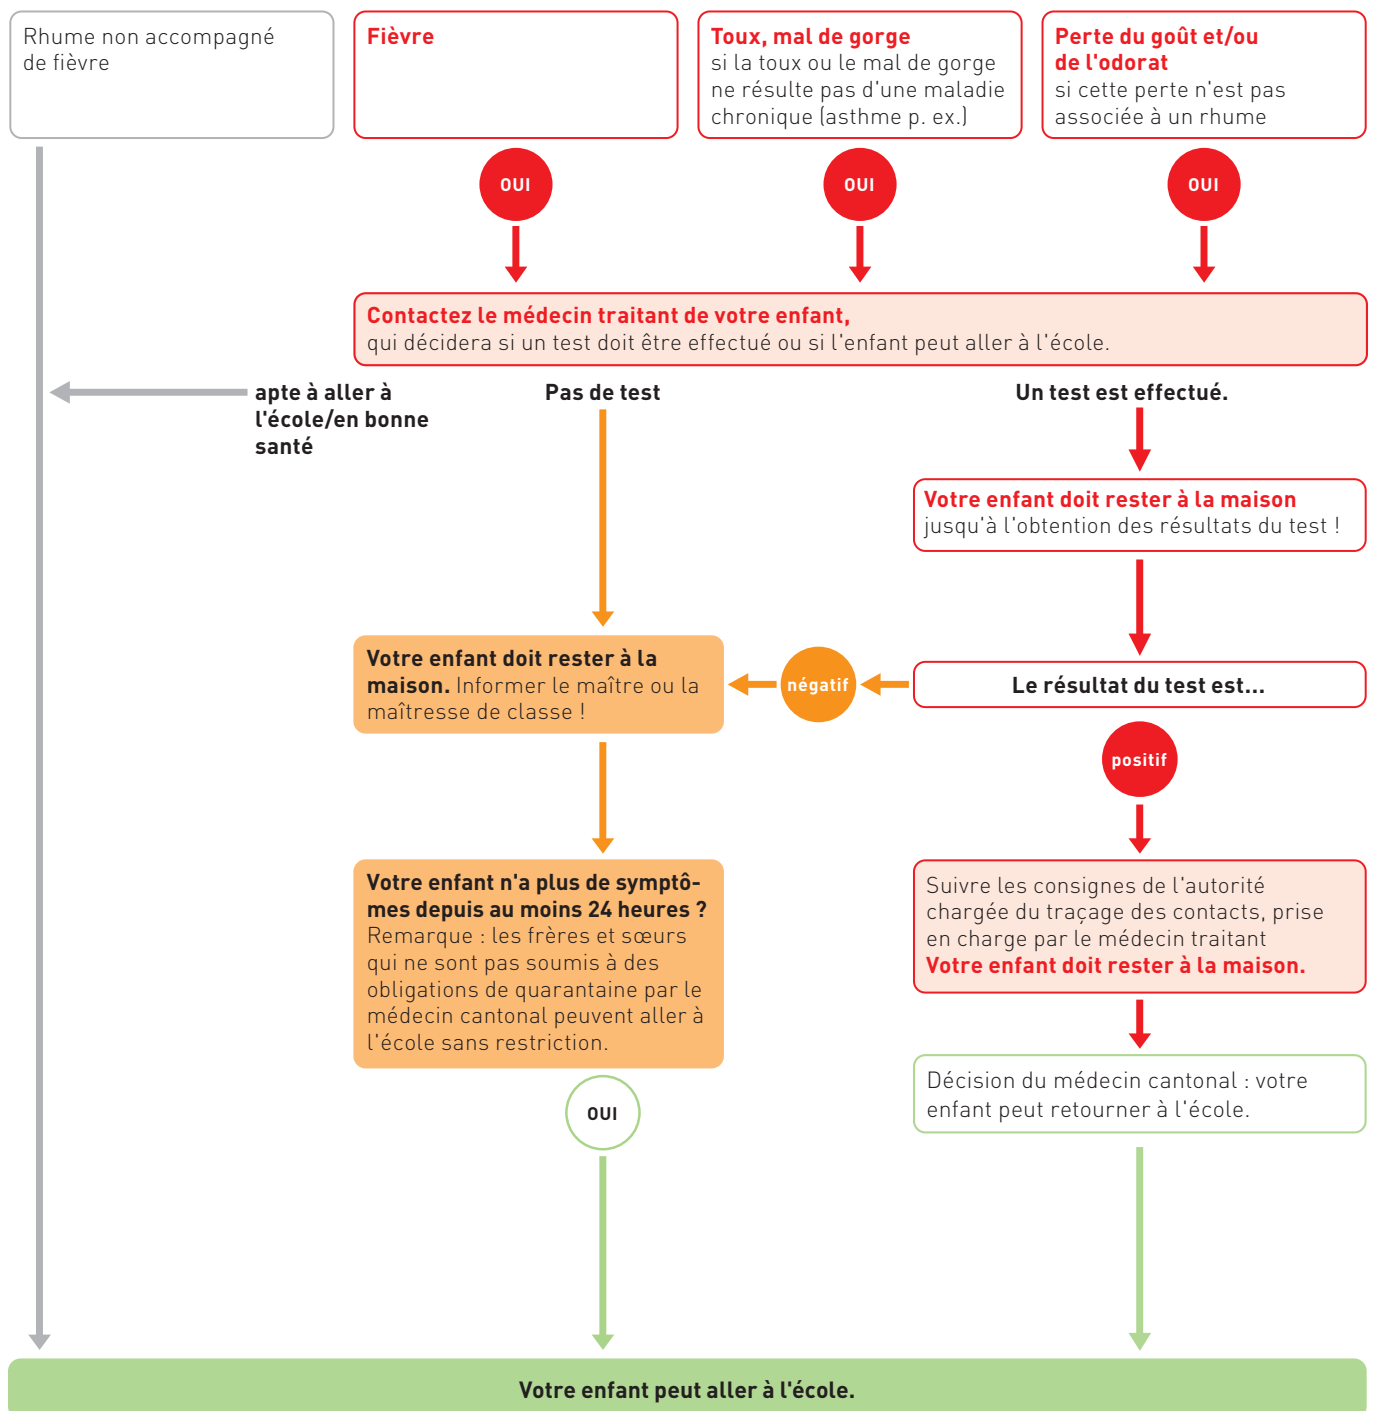 Rhume non accompagné
de fièvre
Fièvre
Toux, mal de gorge
si la toux ou le mal de gorge
ne résulte pas d'une maladie
chronique (asthme p. ex.)
Perte du goût et/ou
de l'odorat
si cette perte n'est pas
associée à un rhume
OUI
OUI
OUI
Contactez le médecin traitant de votre enfant,
qui décidera si un test doit être effectué ou si l'enfant peut aller à l'école.
apte à aller à
l'école/en bonne
santé
Pas de test
Un test est effectué.
Votre enfant doit rester à la maison
jusqu'à l'obtention des résultats du test !
Votre enfant doit rester à la
maison. Informer le maître ou la
maîtresse de classe !
négatif
Le résultat du test est...
positif
Votre enfant n'a plus de symptô-
mes depuis au moins 24 heures ?
Remarque : les frères et sœurs
qui ne sont pas soumis à des
obligations de quarantaine par le
médecin cantonal peuvent aller à
l'école sans restriction.
Suivre les consignes de l'autorité
chargée du traçage des contacts, prise
en charge par le médecin traitant
Votre enfant doit rester à la maison.
OUI
Décision du médecin cantonal : votre
enfant peut retourner à l'école.
Votre enfant peut aller à l'école.